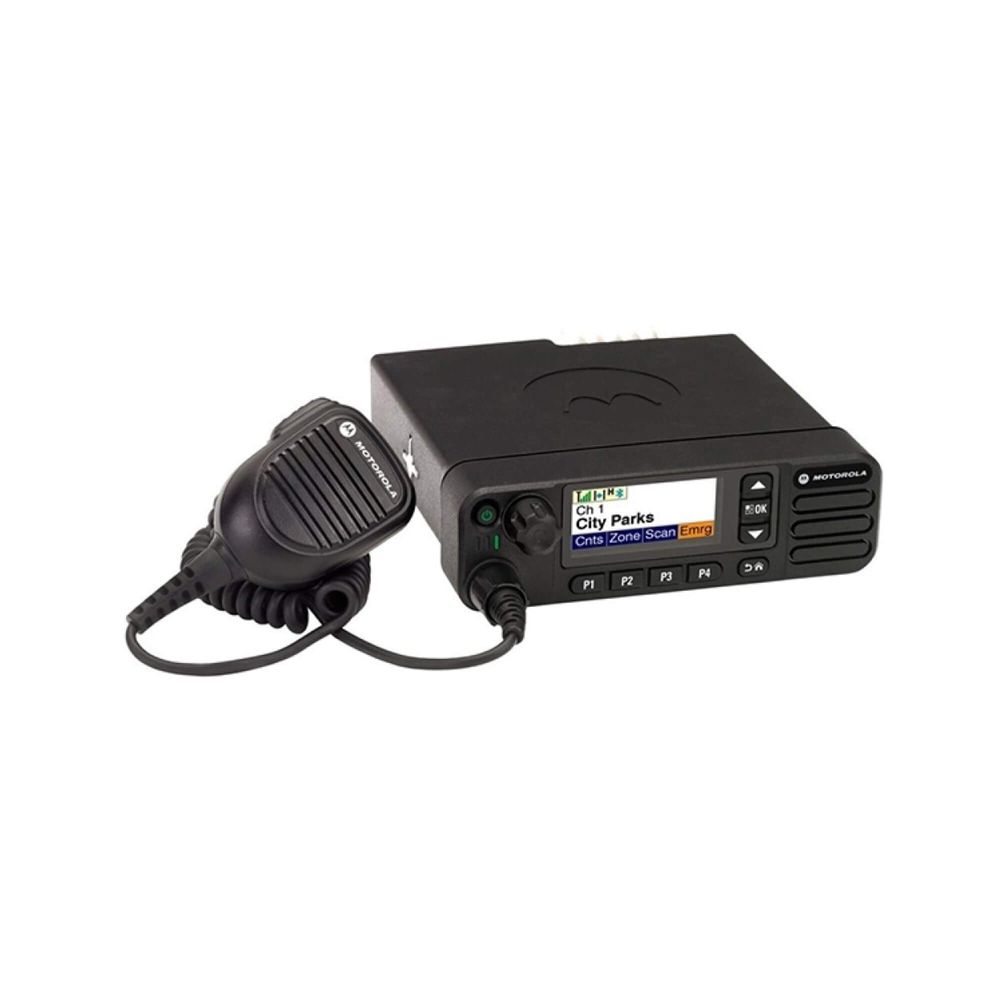 MOTOROLA
MOTOROLA
Ch 1
City Parks
Cnts Zone Scan Emrg
OK
P1 P2 P3 P4